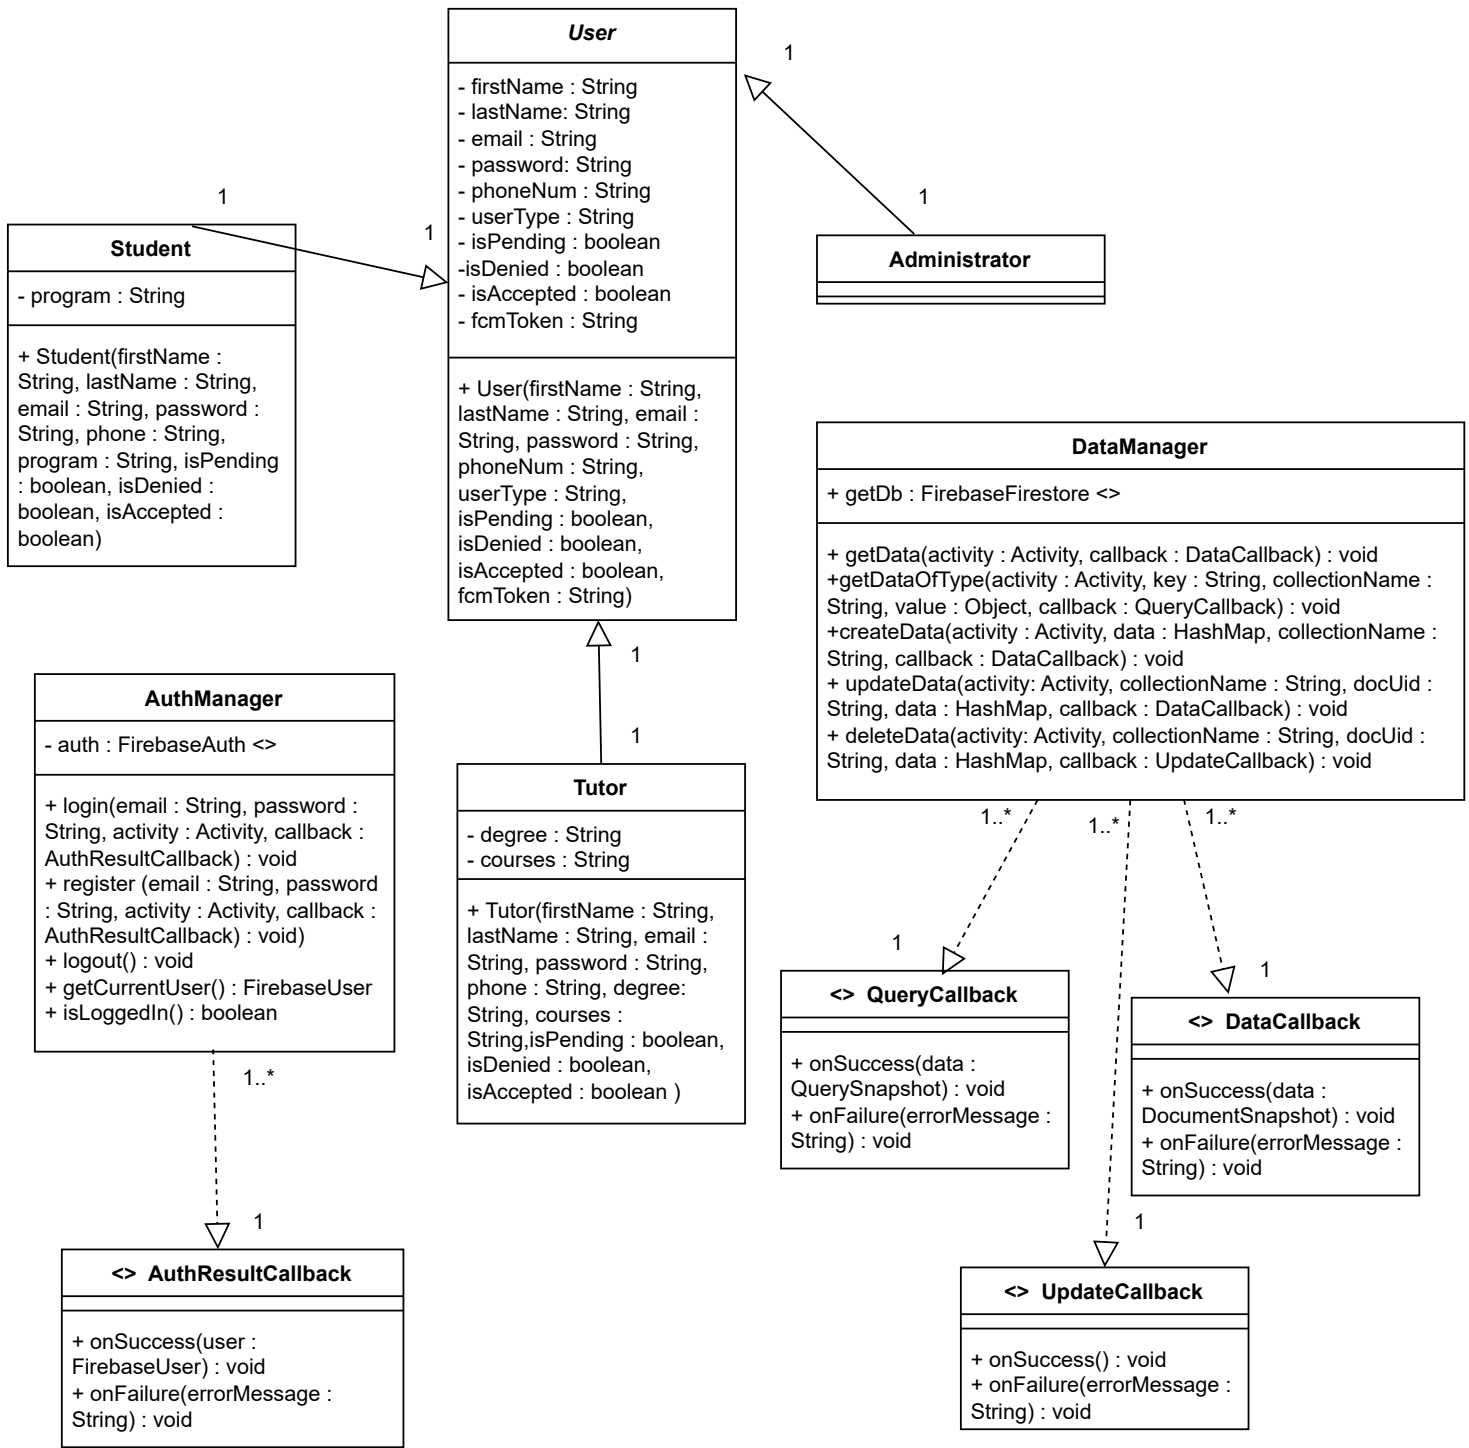 User
- firstName : String
- lastName: String
- email : String
- password: String
- phoneNum : String
- userType : String
- isPending : boolean
-isDenied : boolean
- isAccepted : boolean
- fcmToken : String
+ User(firstName : String,
lastName : String, email :
String, password : String,
phoneNum : String,
userType : String,
isPending : boolean,
isDenied : boolean,
isAccepted : boolean,
fcmToken : String)
1
1
1
1
Student
- program : String
+ Student(firstName :
String, lastName : String,
email : String, password :
String, phone : String,
program : String, isPending
: boolean, isDenied :
boolean, isAccepted :
boolean)
Administrator
DataManager
+ getDb : FirebaseFirestore <>
+ getData(activity : Activity, callback : DataCallback) : void
+getDataOfType(activity : Activity, key : String, collectionName :
String, value : Object, callback : QueryCallback) : void
+createData(activity : Activity, data : HashMap, collectionName :
String, callback : DataCallback) : void
+ updateData(activity: Activity, collectionName : String, docUid :
String, data : HashMap, callback : DataCallback) : void
+ deleteData(activity: Activity, collectionName : String, docUid :
String, data : HashMap, callback : UpdateCallback) : void
1
1
AuthManager
- auth : FirebaseAuth <>
+ login(email : String, password :
String, activity : Activity, callback :
AuthResultCallback) : void
+ register (email : String, password
: String, activity : Activity, callback :
AuthResultCallback) : void)
+ logout() : void
+ getCurrentUser() : FirebaseUser
+ isLoggedIn() : boolean
Tutor
- degree : String
- courses : String
+ Tutor(firstName : String,
lastName : String, email :
String, password : String,
phone : String, degree:
String, courses :
String,isPending : boolean,
isDenied : boolean,
isAccepted : boolean )
1..*
1..*
1..*
1
1
<> QueryCallback
+ onSuccess(data :
QuerySnapshot) : void
+ onFailure(errorMessage :
String) : void
<> DataCallback
+ onSuccess(data :
DocumentSnapshot) : void
+ onFailure(errorMessage :
String) : void
1..*
1
1
<> AuthResultCallback
+ onSuccess(user :
FirebaseUser) : void
+ onFailure(errorMessage :
String) : void
<> UpdateCallback
+ onSuccess() : void
+ onFailure(errorMessage :
String) : void